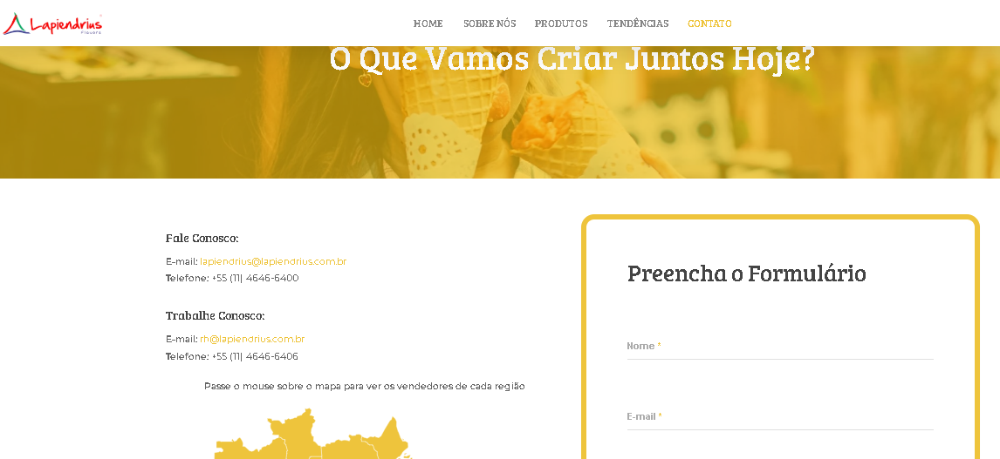 Lapiendrius
FLAVORS
HOME SOBRE NÓS PRODUTOS TENDÊNCIAS CONTATO
O Que Vamos Criar Juntos Hoje?
Fale Conosco:
E-mail: lapiendrius@lapiendrius.com.br
Telefone: +55 (11) 4646-6400
Trabalhe Conosco:
E-mail: rh@lapiendrius.com.br
Telefone: +55 (11) 4646-6406
Passe o mouse sobre o mapa para ver os vendedores de cada região
Preencha o Formulário
Nome *
E-mail *